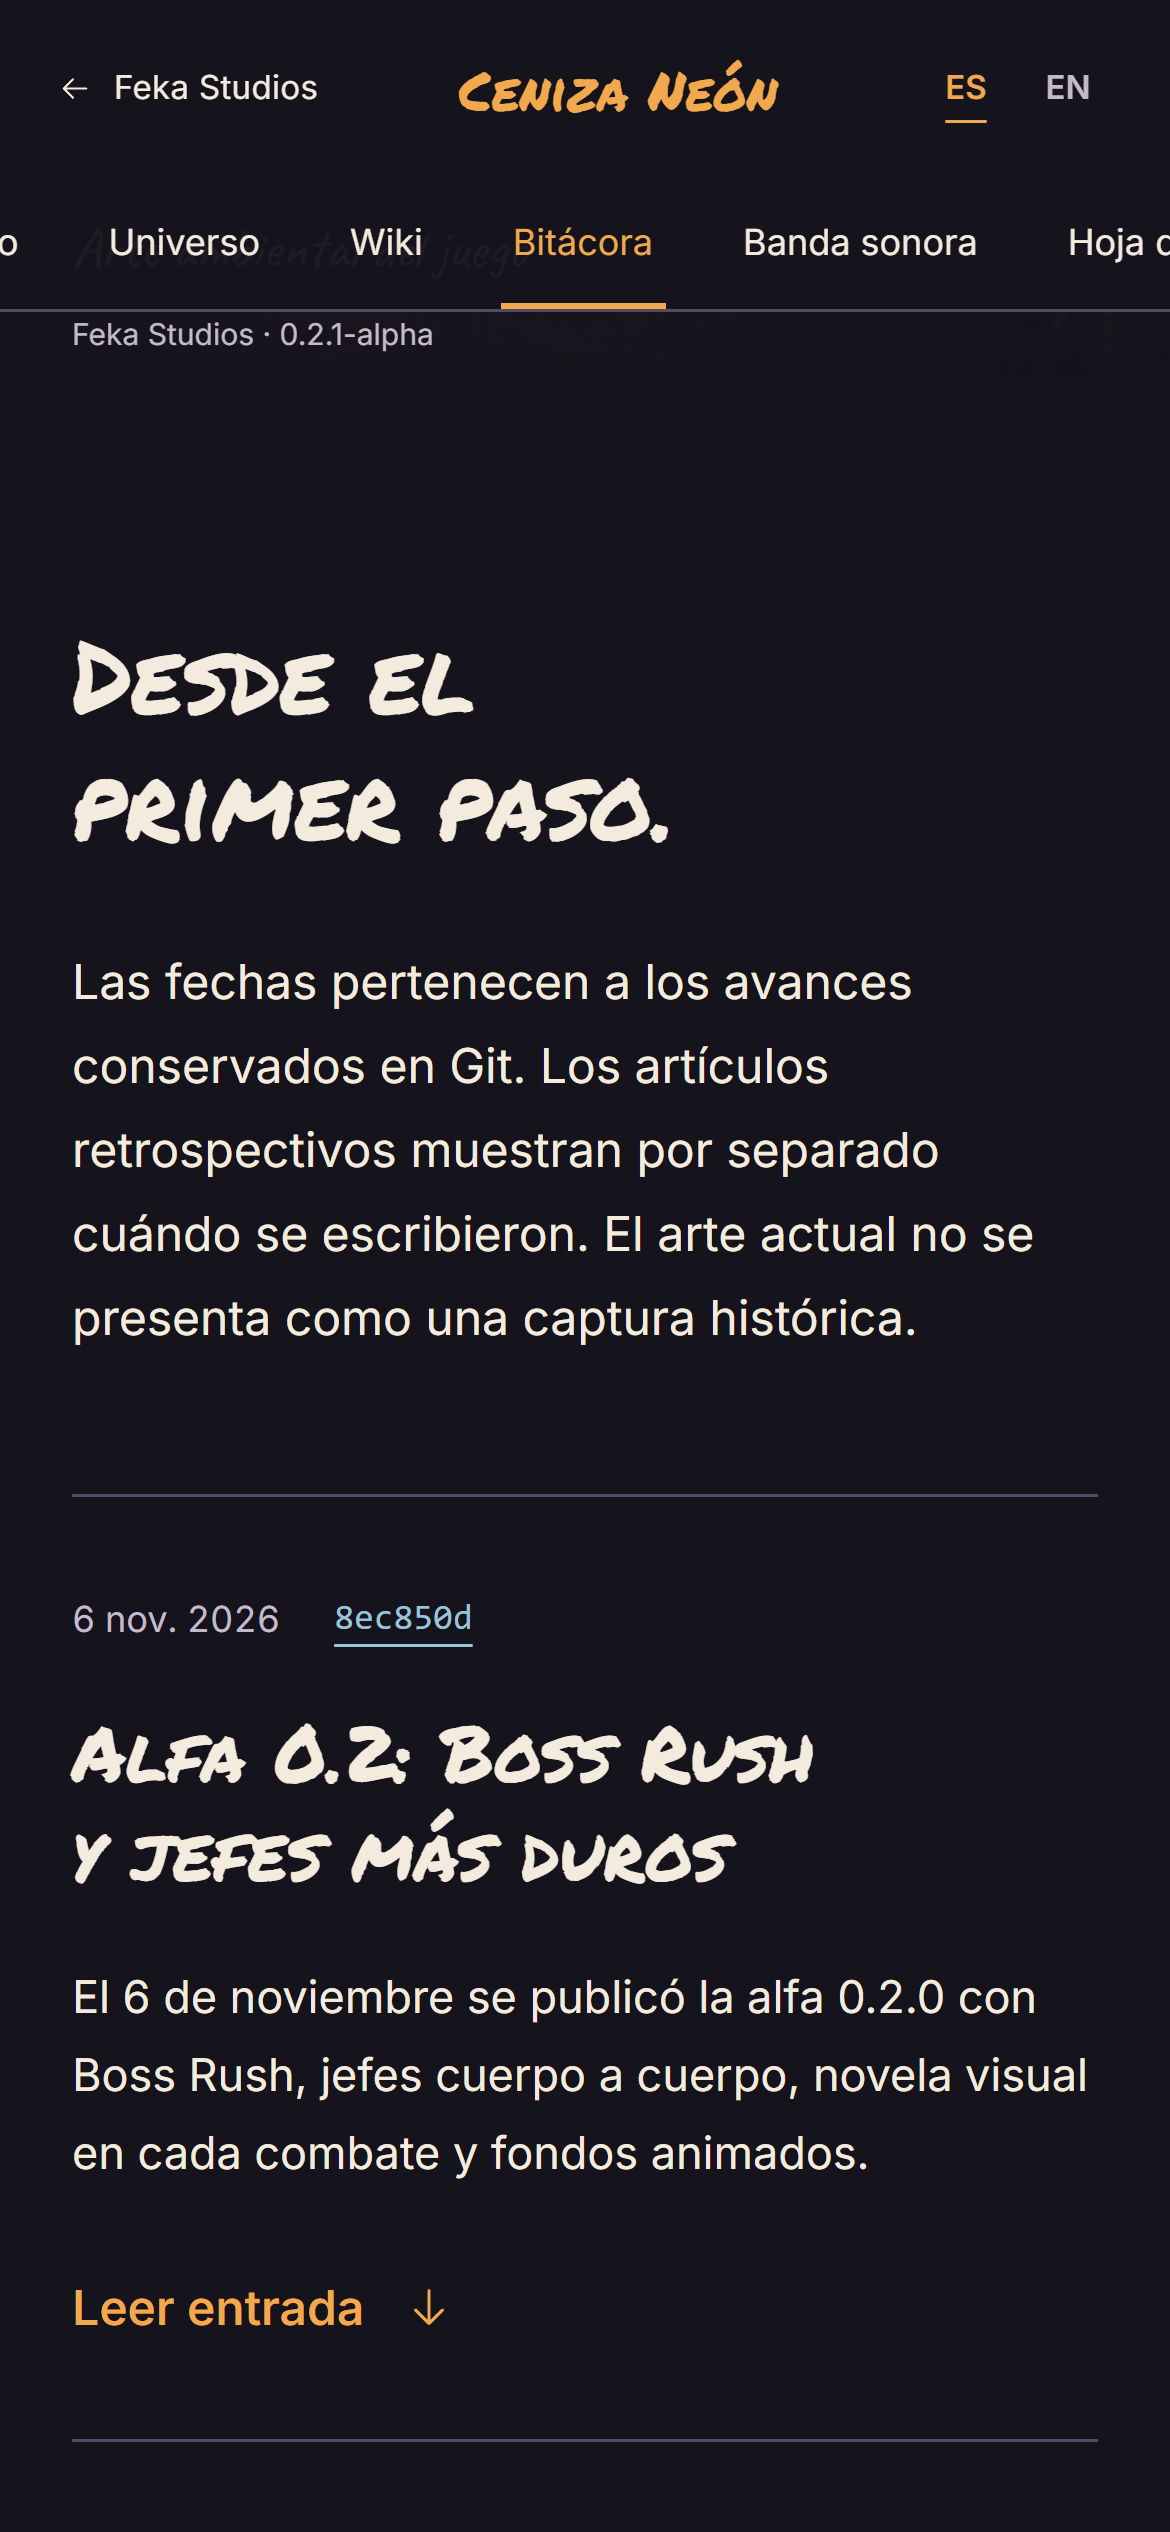 ← Feka Studios Ceniza Neón ES EN
o Universo Wiki Bitácora Banda sonora Hoja d
Arte ambiental del juego
Feka Studios · 0.2.1-alpha
Desde el
primer paso.
Las fechas pertenecen a los avances
conservados en Git. Los artículos
retrospectivos muestran por separado
cuándo se escribieron. El arte actual no se
presenta como una captura histórica.
6 nov. 2026 8ec850d
Alfa 0.2: Boss Rush
y jefes más duros
El 6 de noviembre se publicó la alfa 0.2.0 con
Boss Rush, jefes cuerpo a cuerpo, novela visual
en cada combate y fondos animados.
Leer entrada ↓